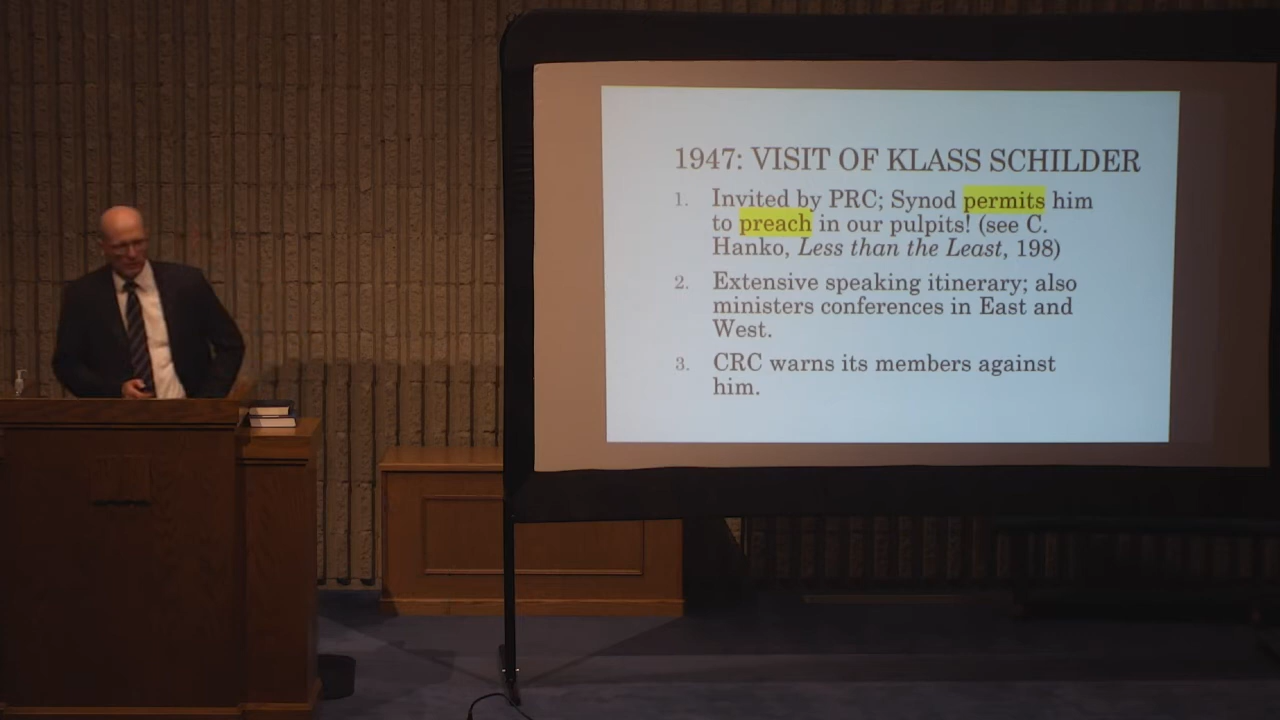 1947: VISIT OF KLASS SCHILDER
1. Invited by PRC; Synod permits him
to preach in our pulpits! (see C.
Hanko, Less than the Least, 198)
2. Extensive speaking itinerary; also
ministers conferences in East and
West.
3. CRC warns its members against
him.